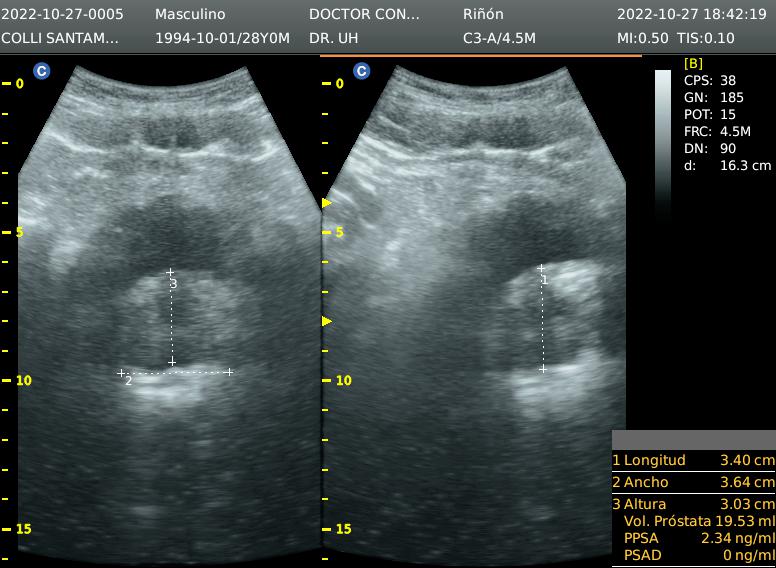 2022-10-27-0005 Masculino DOCTOR CON... Riñón 2022-10-27 18:42:19
COLLI SANTAM... 1994-10-01/28Y0M DR. UH C3-A/4.5M MI:0.50 TIS:0.10
C C [B]
0 0 CPS: 38
GN: 185
POT: 15
FRC: 4.5M
DN: 90
d: 16.3 cm
5 5
3 1
2
10 10
15 15
1 Longitud 3.40 cm
2 Ancho 3.64 cm
3 Altura 3.03 cm
Vol. Próstata 19.53 ml
PPSA 2.34 ng/ml
PSAD 0 ng/ml